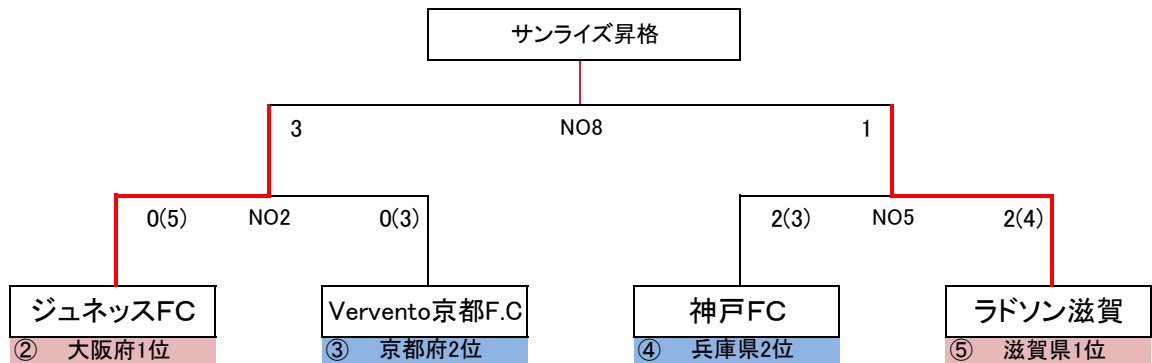 サンライズ昇格
3 NO8 1
0(5) NO2 0(3) 2(3) NO5 2(4)
ジュネッスFC Vervento京都F.C 神戸FC ラドソン滋賀
② 大阪府1位 ③ 京都府2位 ④ 兵庫県2位 ⑤ 滋賀県1位